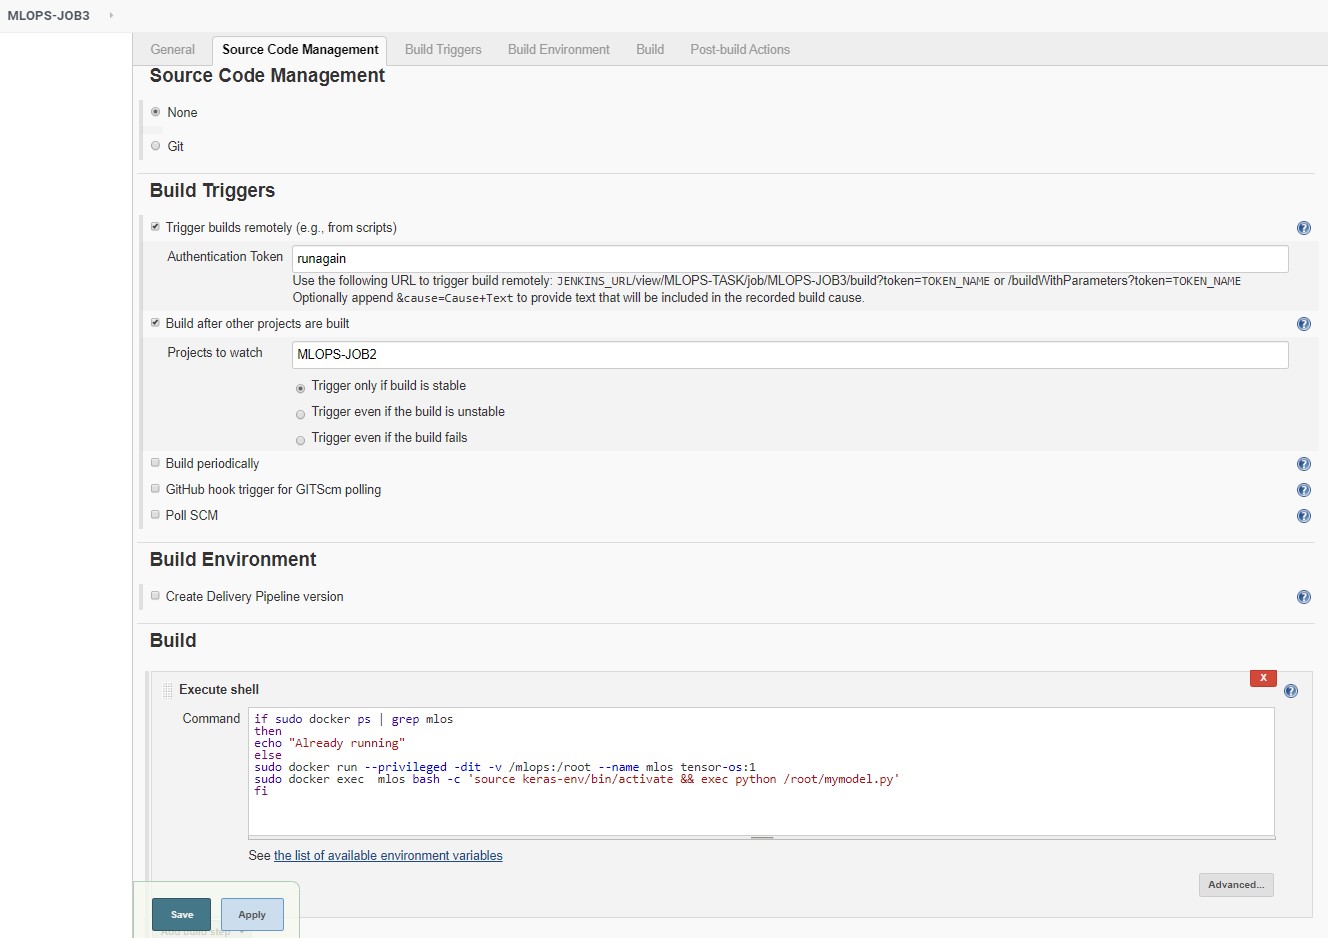 MLOPS-JOB3
General Source Code Management Build Triggers Build Environment Build Post-build Actions
Source Code Management
None
Git
Build Triggers
Trigger builds remotely (e.g., from scripts)
Authentication Token runagain
Use the following URL to trigger build remotely: JENKINS_URL/view/MLOPS-TASK/job/MLOPS-JOB3/build?token=TOKEN_NAME or /buildWithParameters?token=TOKEN_NAME
Optionally append &cause=Cause+Text to provide text that will be included in the recorded build cause.
Build after other projects are built
Projects to watch MLOPS-JOB2
Trigger only if build is stable
Trigger even if the build is unstable
Trigger even if the build fails
Build periodically
GitHub hook trigger for GITScm polling
Poll SCM
Build Environment
Create Delivery Pipeline version
Build
X
Execute shell
Command
if sudo docker ps | grep mlos
then
echo "Already running"
else
sudo docker run --privileged -dit -v /mlops:/root --name mlos tensor-os:1
sudo docker exec  mlos bash -c 'source keras-env/bin/activate && exec python /root/mymodel.py'
fi
See the list of available environment variables
Advanced...
Save Apply
Add build step